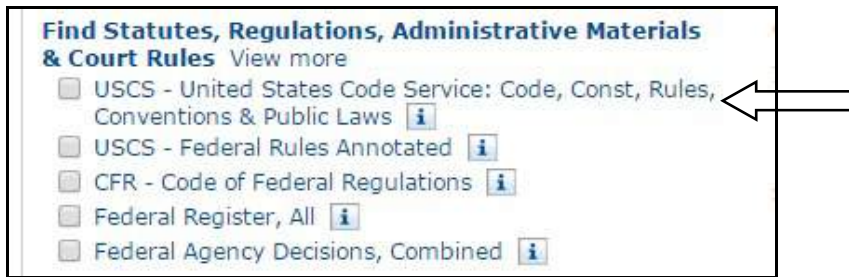 Find Statutes, Regulations, Administrative Materials
& Court Rules View more
USCS - United States Code Service: Code, Const, Rules,
Conventions & Public Laws i
USCS - Federal Rules Annotated i
CFR - Code of Federal Regulations i
Federal Register, All i
Federal Agency Decisions, Combined i